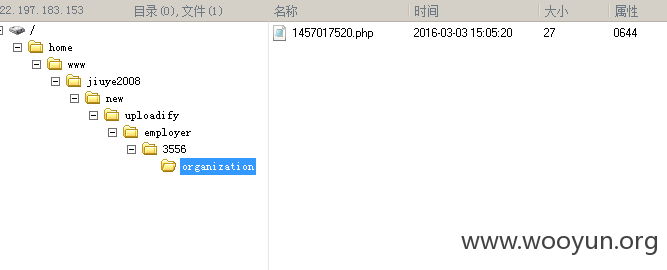 22.197.183.153 目录(0),文件(1) 名称 时间 大小 属性
/
1457017520.php 2016-03-03 15:05:20 27 0644
home
www
jiuye2008
new
uploadify
employer
3556
organization
www.wooyun.org